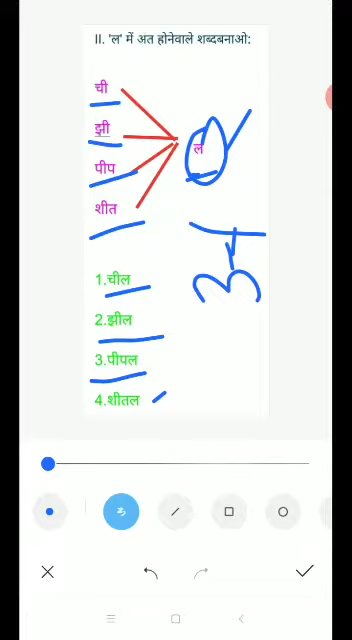 II. 'ल' में अत होनेवाले शब्दबनाओ:
ची
झी
पीप
शीत
ल
1.चील
2.झील
3.पीपल
4.शीतल